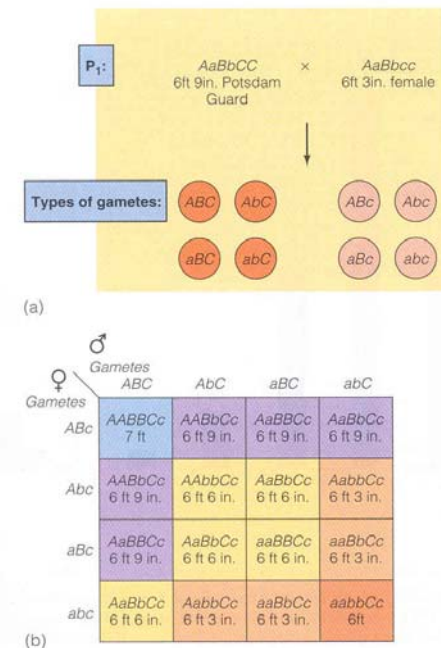 P₁:
AaBbCC × AaBbcc
6ft 9in. Potsdam 6ft 3in. female
Guard
Types of gametes:
ABC AbC ABc Abc
aBC abC aBc abc
(a)
♂
Gametes
♀
Gametes
ABC AbC aBC abC
ABc
AABBCc AABbCc AaBBCc AaBbCc
7 ft 6 ft 9 in. 6 ft 9 in. 6 ft 9 in.
Abc
AABbCc AAbbCc AaBbCc AabbCc
6 ft 9 in. 6 ft 6 in. 6 ft 6 in. 6 ft 3 in.
aBc
AaBBCc AaBbCc aaBBCc aaBbCc
6 ft 9 in. 6 ft 6 in. 6 ft 6 in. 6 ft 3 in.
abc
AaBbCc AabbCc aaBbCc aabbCc
6 ft 6 in. 6 ft 3 in. 6 ft 3 in. 6ft
(b)